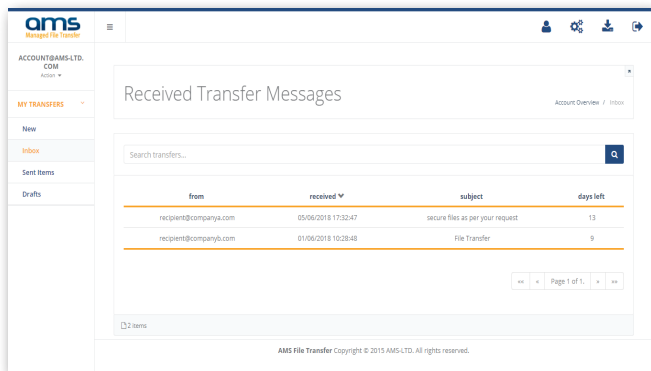 ams
Managed File Transfer
ACCOUNT@AMS-LTD.
COM
Action
MY TRANSFERS
New
Inbox
Sent Items
Drafts
Received Transfer Messages
Account Overview / Inbox
Search transfers...
from received subject days left
recipient@companya.com 05/06/2018 17:32:47 secure files as per your request 13
recipient@companyb.com 01/06/2018 10:28:48 File Transfer 9
«« « Page 1 of 1. » »»
2 items
AMS File Transfer Copyright © 2015 AMS-LTD. All rights reserved.